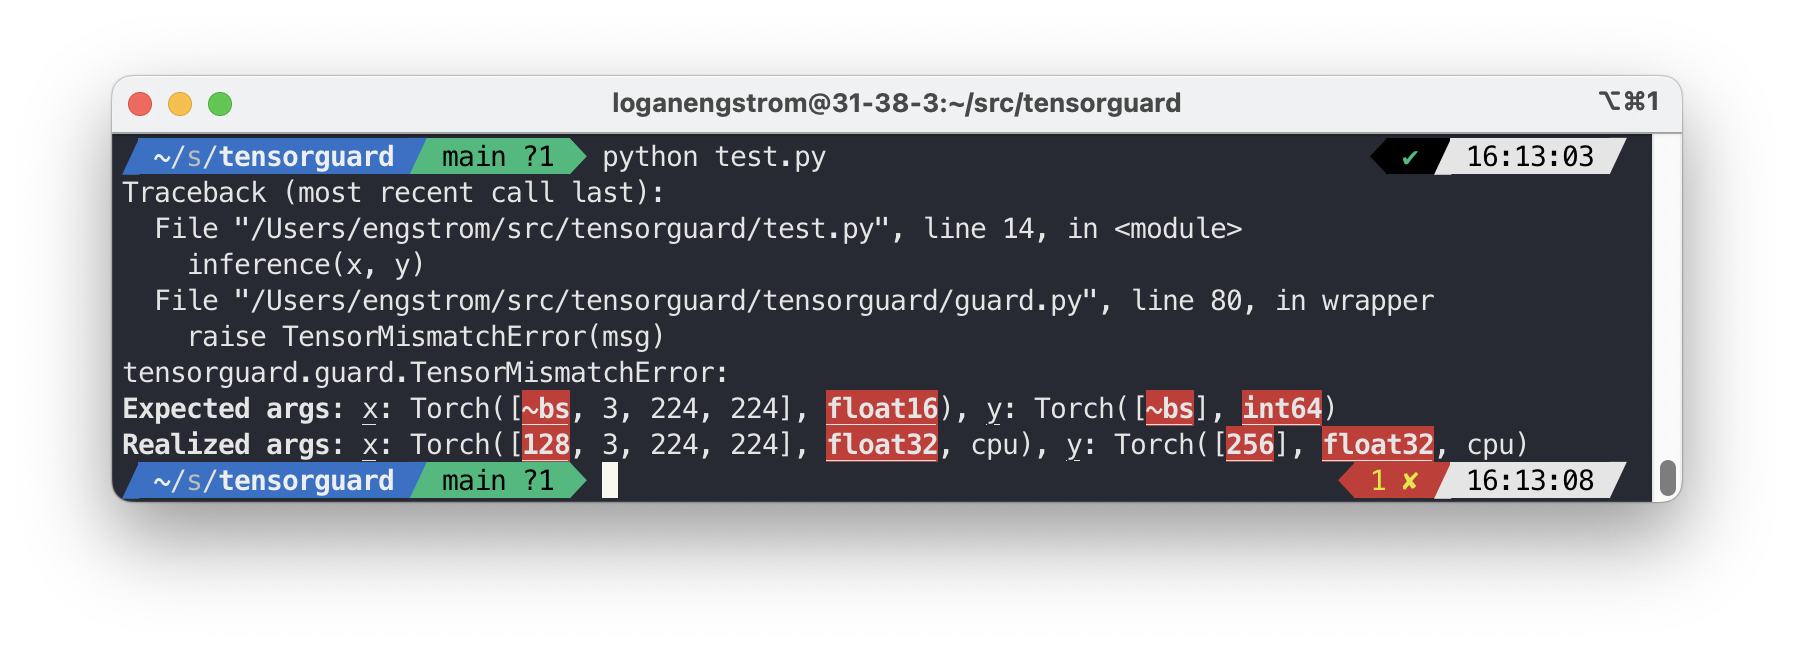 loganengstrom@31-38-3:~/src/tensorguard ⌥⌘1
~/s/tensorguard main ?1 python test.py ✔ 16:13:03
Traceback (most recent call last):
  File "/Users/engstrom/src/tensorguard/test.py", line 14, in <module>
    inference(x, y)
  File "/Users/engstrom/src/tensorguard/tensorguard/guard.py", line 80, in wrapper
    raise TensorMismatchError(msg)
tensorguard.guard.TensorMismatchError:
Expected args: x: Torch([~bs, 3, 224, 224], float16), y: Torch([~bs], int64)
Realized args: x: Torch([128, 3, 224, 224], float32, cpu), y: Torch([256], float32, cpu)
~/s/tensorguard main ?1 1 ✘ 16:13:08